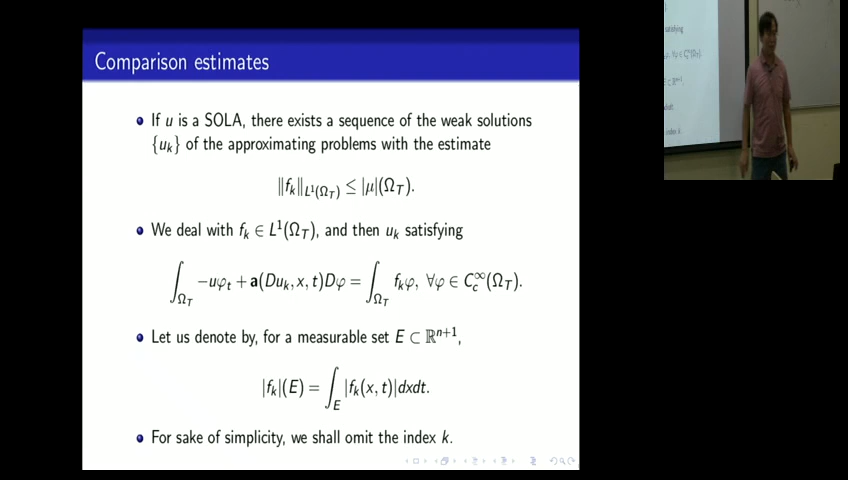 Comparison estimates
If u is a SOLA, there exists a sequence of the weak solutions
{u_k} of the approximating problems with the estimate
‖f_k‖_{L¹(Ω_T)} ≤ |μ|(Ω_T).
We deal with f_k ∈ L¹(Ω_T), and then u_k satisfying
∫_{Ω_T} −uφ_t + a(Du_k, x, t)Dφ = ∫_{Ω_T} f_kφ, ∀φ ∈ C_c^∞(Ω_T).
Let us denote by, for a measurable set E ⊂ ℝ^{n+1},
|f_k|(E) = ∫_E |f_k(x, t)|dxdt.
For sake of simplicity, we shall omit the index k.